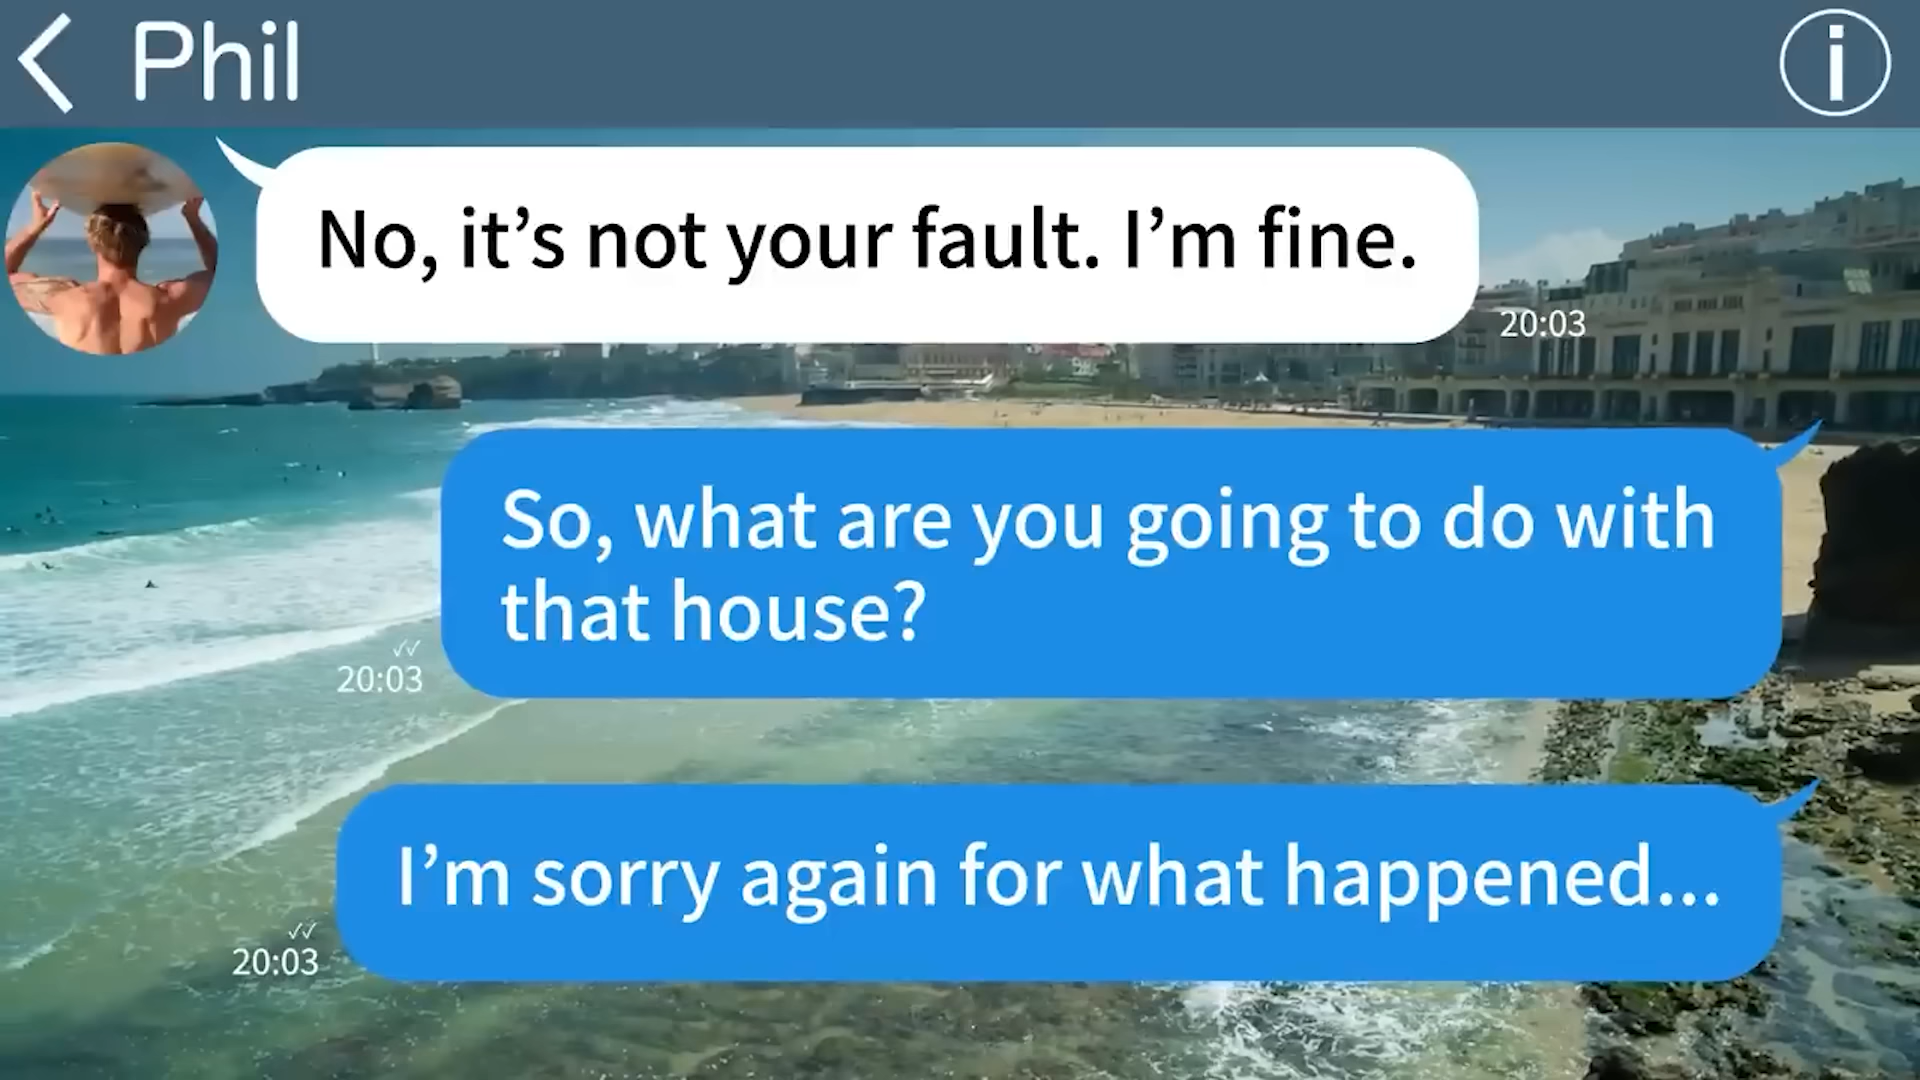 Phil
No, it’s not your fault. I’m fine.
20:03
So, what are you going to do with
that house?
20:03
I’m sorry again for what happened...
20:03